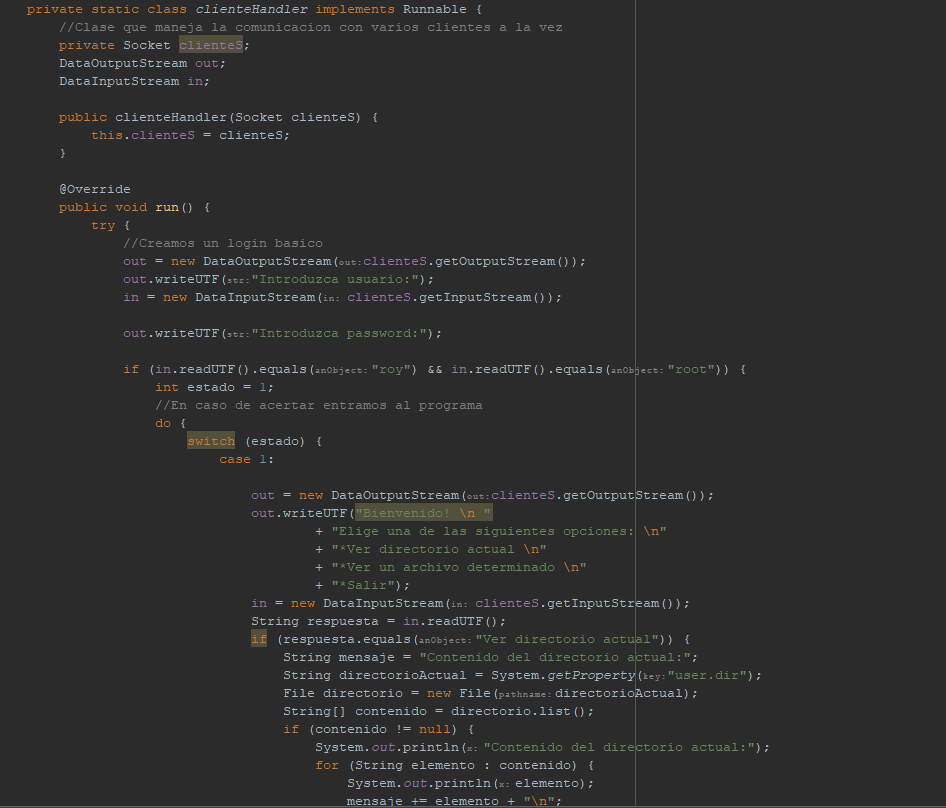 private static class clienteHandler implements Runnable {
    //Clase que maneja la comunicacion con varios clientes a la vez
    private Socket clienteS;
    DataOutputStream out;
    DataInputStream in;

    public clienteHandler(Socket clienteS) {
        this.clienteS = clienteS;
    }

    @Override
    public void run() {
        try {
            //Creamos un login basico
            out = new DataOutputStream(out:clienteS.getOutputStream());
            out.writeUTF(str:"Introduzca usuario:");
            in = new DataInputStream(in: clienteS.getInputStream());

            out.writeUTF(str:"Introduzca password:");

            if (in.readUTF().equals(anObject:"roy") && in.readUTF().equals(anObject:"root")) {
                int estado = 1;
                //En caso de acertar entramos al programa
                do {
                    switch (estado) {
                        case 1:

                            out = new DataOutputStream(out:clienteS.getOutputStream());
                            out.writeUTF("Bienvenido! \n "
                                    + "Elige una de las siguientes opciones: \n"
                                    + "*Ver directorio actual \n"
                                    + "*Ver un archivo determinado \n"
                                    + "*Salir");
                            in = new DataInputStream(in: clienteS.getInputStream());
                            String respuesta = in.readUTF();
                            if (respuesta.equals(anObject:"Ver directorio actual")) {
                                String mensaje = "Contenido del directorio actual:";
                                String directorioActual = System.getProperty(key:"user.dir");
                                File directorio = new File(pathname:directorioActual);
                                String[] contenido = directorio.list();
                                if (contenido != null) {
                                    System.out.println(x: "Contenido del directorio actual:");
                                    for (String elemento : contenido) {
                                        System.out.println(x: elemento);
                                        mensaje += elemento + "\n";